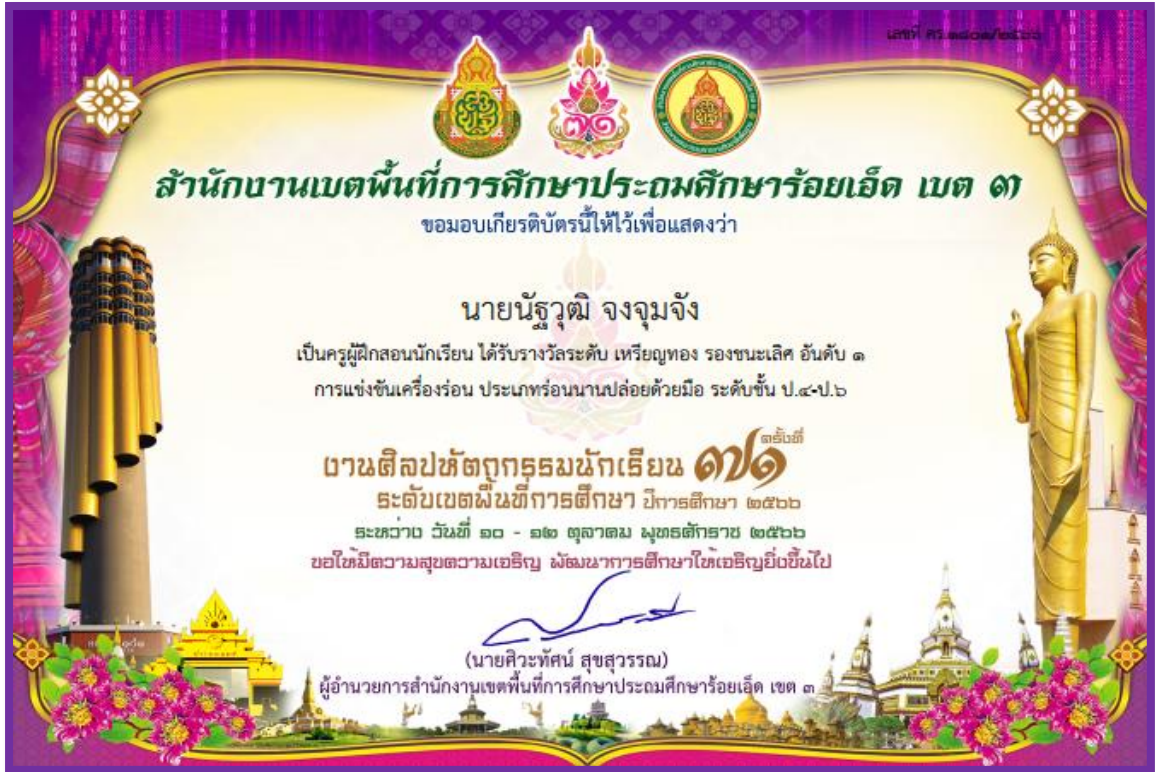 เลขที่ ศร.๑๘๐๑/๒๕๖๖
๗๑
สำนักงานเขตพื้นที่การศึกษาประถมศึกษาร้อยเอ็ด เขต ๓
ขอมอบเกียรติบัตรนี้ให้ไว้เพื่อแสดงว่า
นายนัฐวุฒิ จงจุมจัง
เป็นครูผู้ฝึกสอนนักเรียน ได้รับรางวัลระดับ เหรียญทอง รองชนะเลิศ อันดับ ๑
การแข่งขันเครื่องร่อน ประเภทร่อนนานปล่อยด้วยมือ ระดับชั้น ป.๔-ป.๖
งานศิลปหัตถกรรมนักเรียน ครั้งที่ ๗๑
ระดับเขตพื้นที่การศึกษา ปีการศึกษา ๒๕๖๖
ระหว่าง วันที่ ๑๐ - ๑๒ ตุลาคม พุทธศักราช ๒๕๖๖
ขอให้มีความสุขความเจริญ พัฒนาการศึกษาให้เจริญยิ่งขึ้นไป
(นายศิวะทัศน์ สุขสุวรรณ)
ผู้อำนวยการสำนักงานเขตพื้นที่การศึกษาประถมศึกษาร้อยเอ็ด เขต ๓